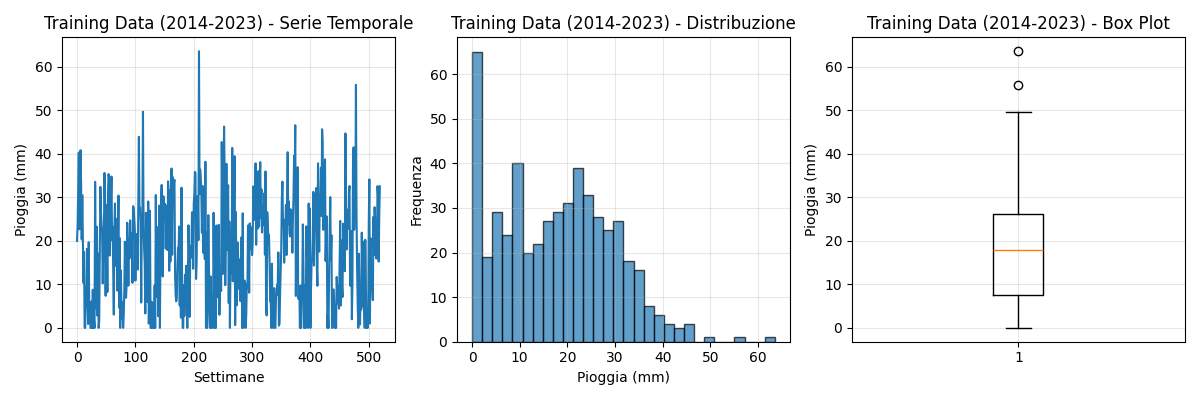 Training Data (2014-2023) - Serie Temporale
Pioggia (mm)
60
50
40
30
20
10
0
0 100 200 300 400 500
Settimane
Training Data (2014-2023) - Distribuzione
Frequenza
60
50
40
30
20
10
0
0 10 20 30 40 50 60
Pioggia (mm)
Training Data (2014-2023) - Box Plot
Pioggia (mm)
60
50
40
30
20
10
0
1